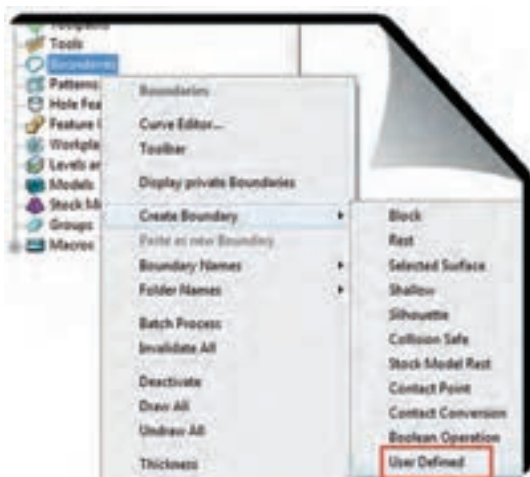 Toolpaths
Tools
Boundaries
Patterns
Hole Fea
Feature
Workpla
Levels an
Models
Stock M
Groups
Macros
Boundaries
Curve Editor...
Toolbar
Display private Boundaries
Create Boundary
Paste as new Boundary
Boundary Names
Folder Names
Batch Process
Invalidate All
Deactivate
Draw All
Undraw All
Thickness
Block
Rest
Selected Surface
Shallow
Silhouette
Collision Safe
Stock Model Rest
Contact Point
Contact Conversion
Boolean Operation
User Defined